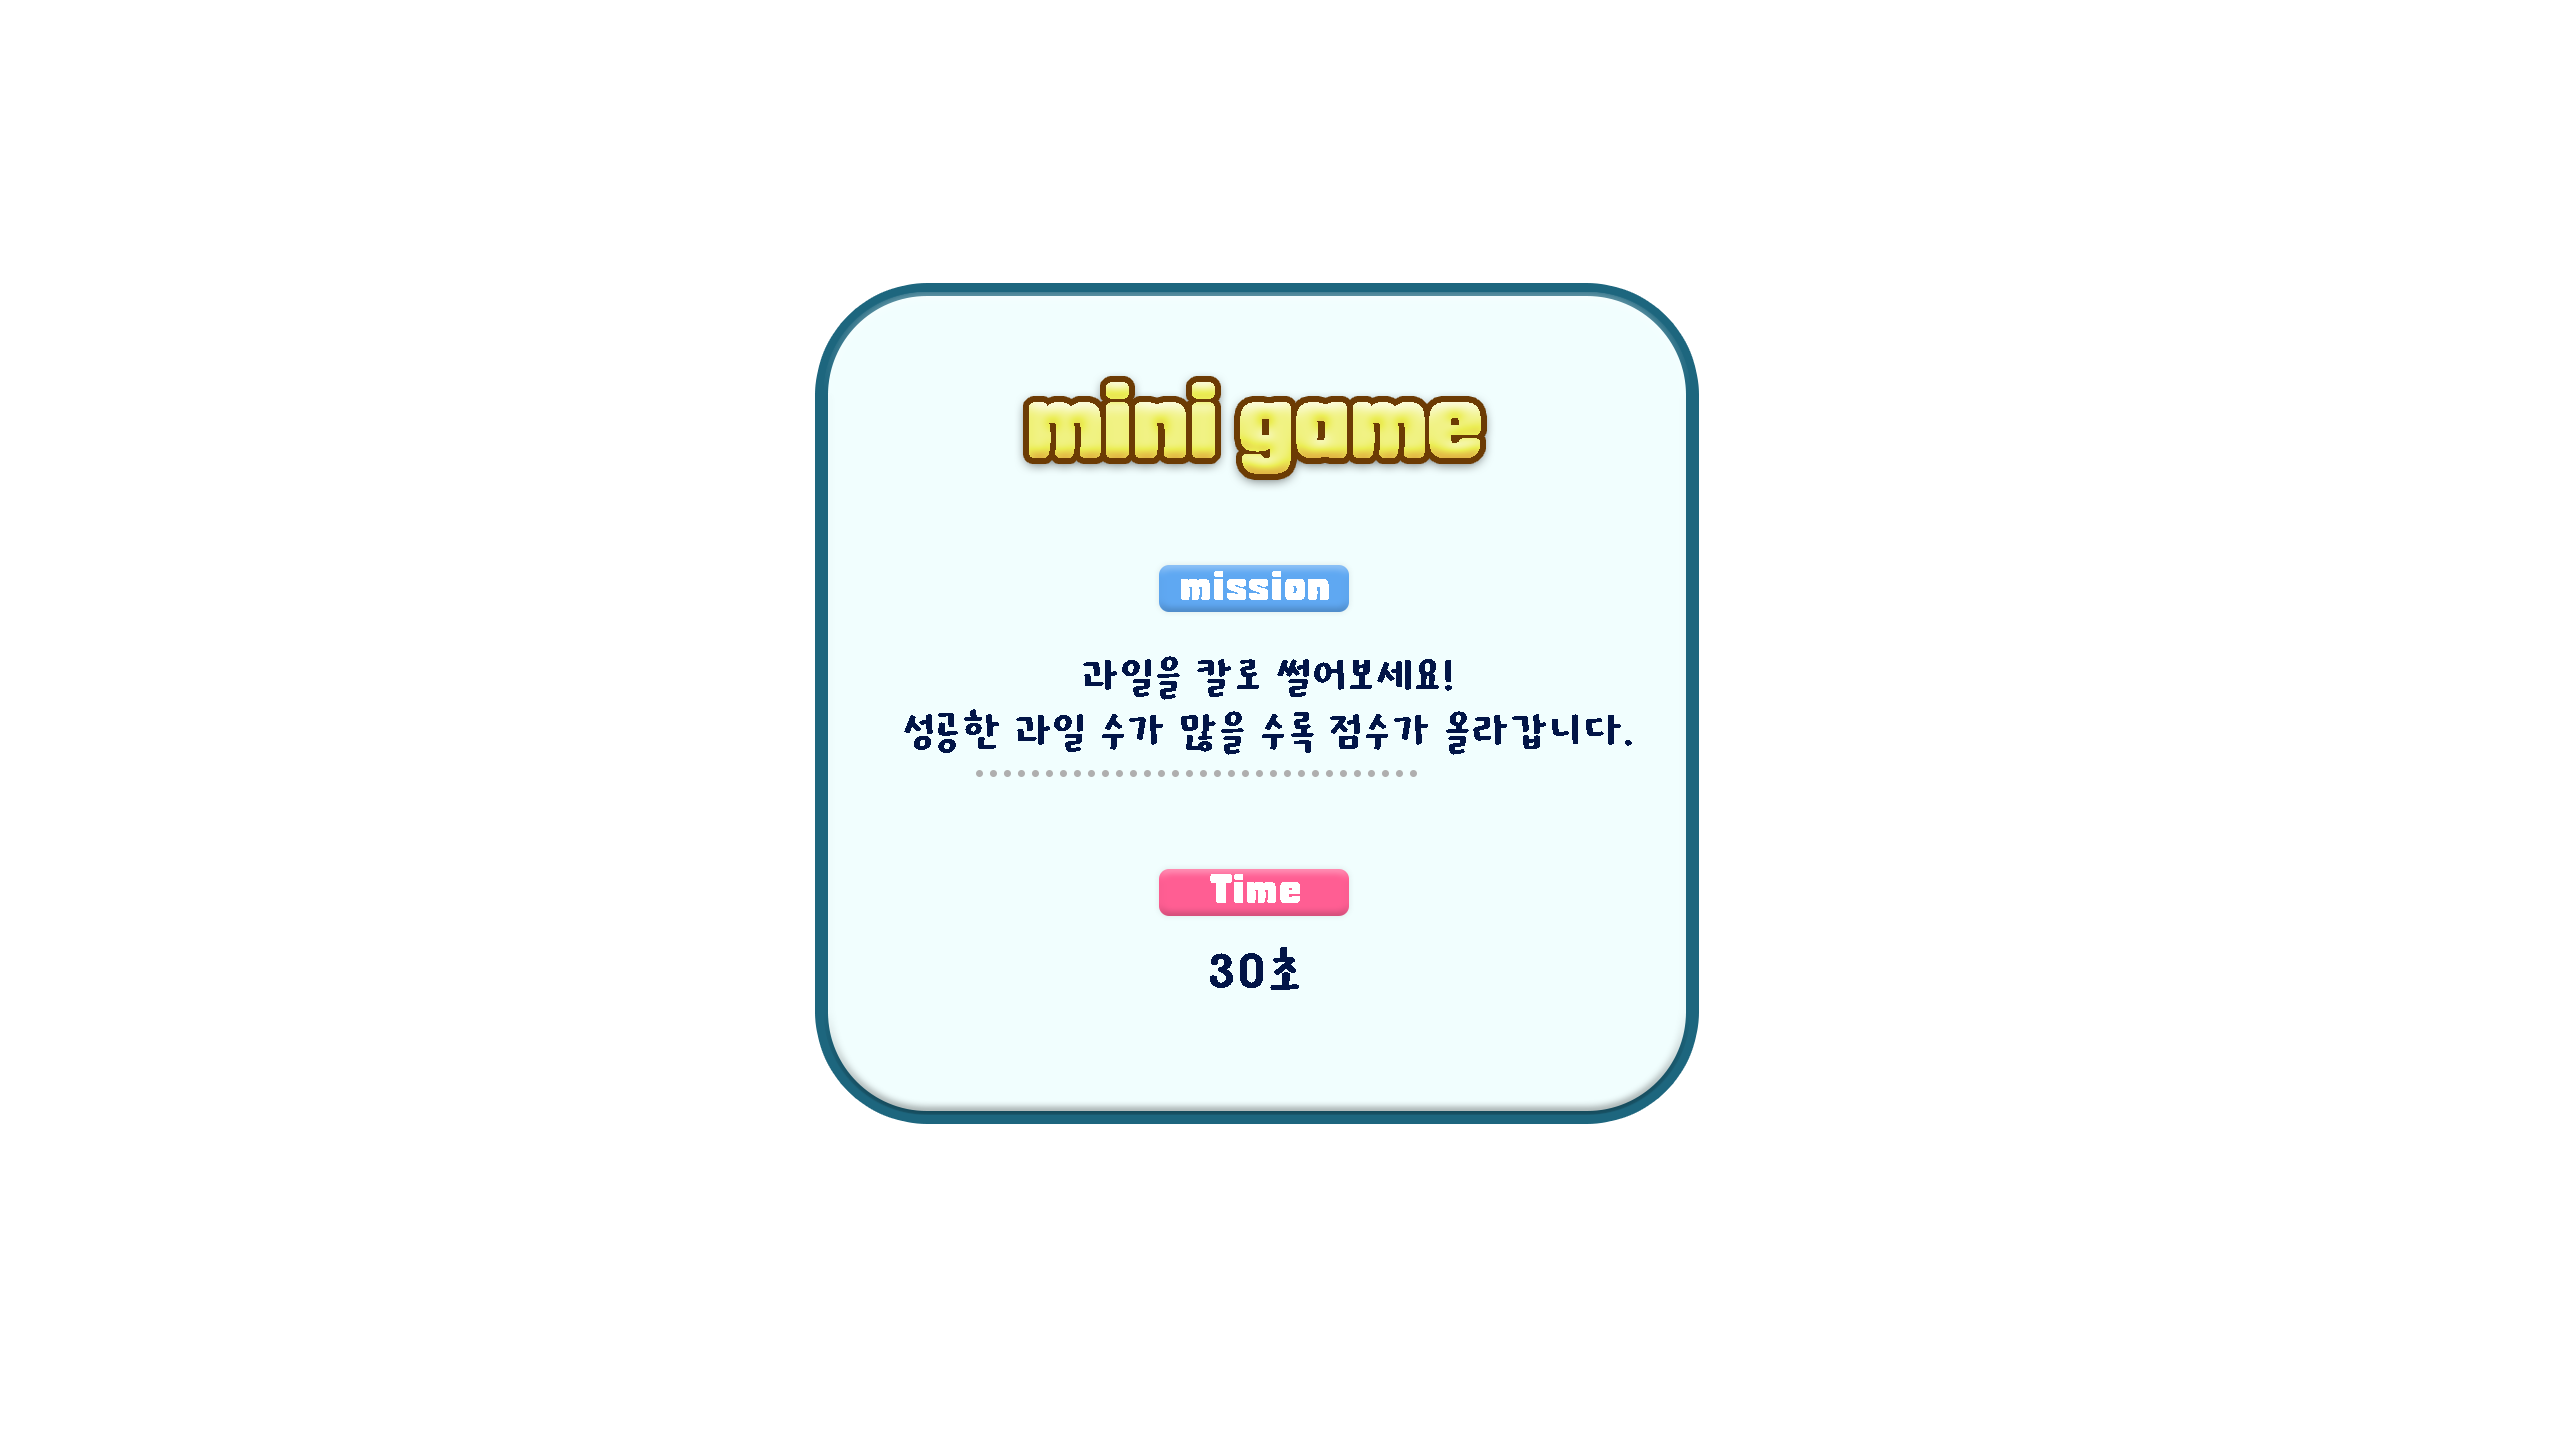 mini game
mission
과일을 칼로 썰어보세요!
성공한 과일 수가 많을 수록 점수가 올라갑니다.
Time
30초